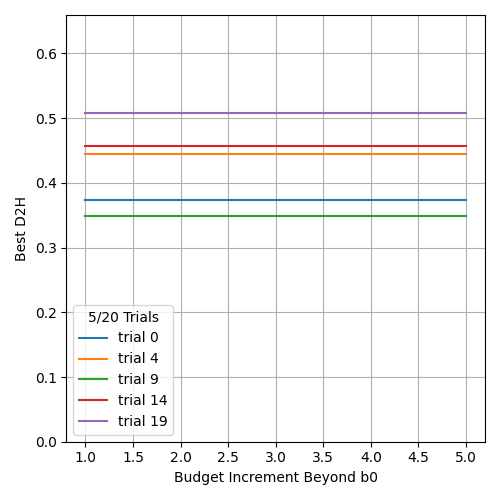 0.6
0.5
0.4
0.3
0.2
0.1
0.0
Best D2H
5/20 Trials
trial 0
trial 4
trial 9
trial 14
trial 19
1.0 1.5 2.0 2.5 3.0 3.5 4.0 4.5 5.0
Budget Increment Beyond b0